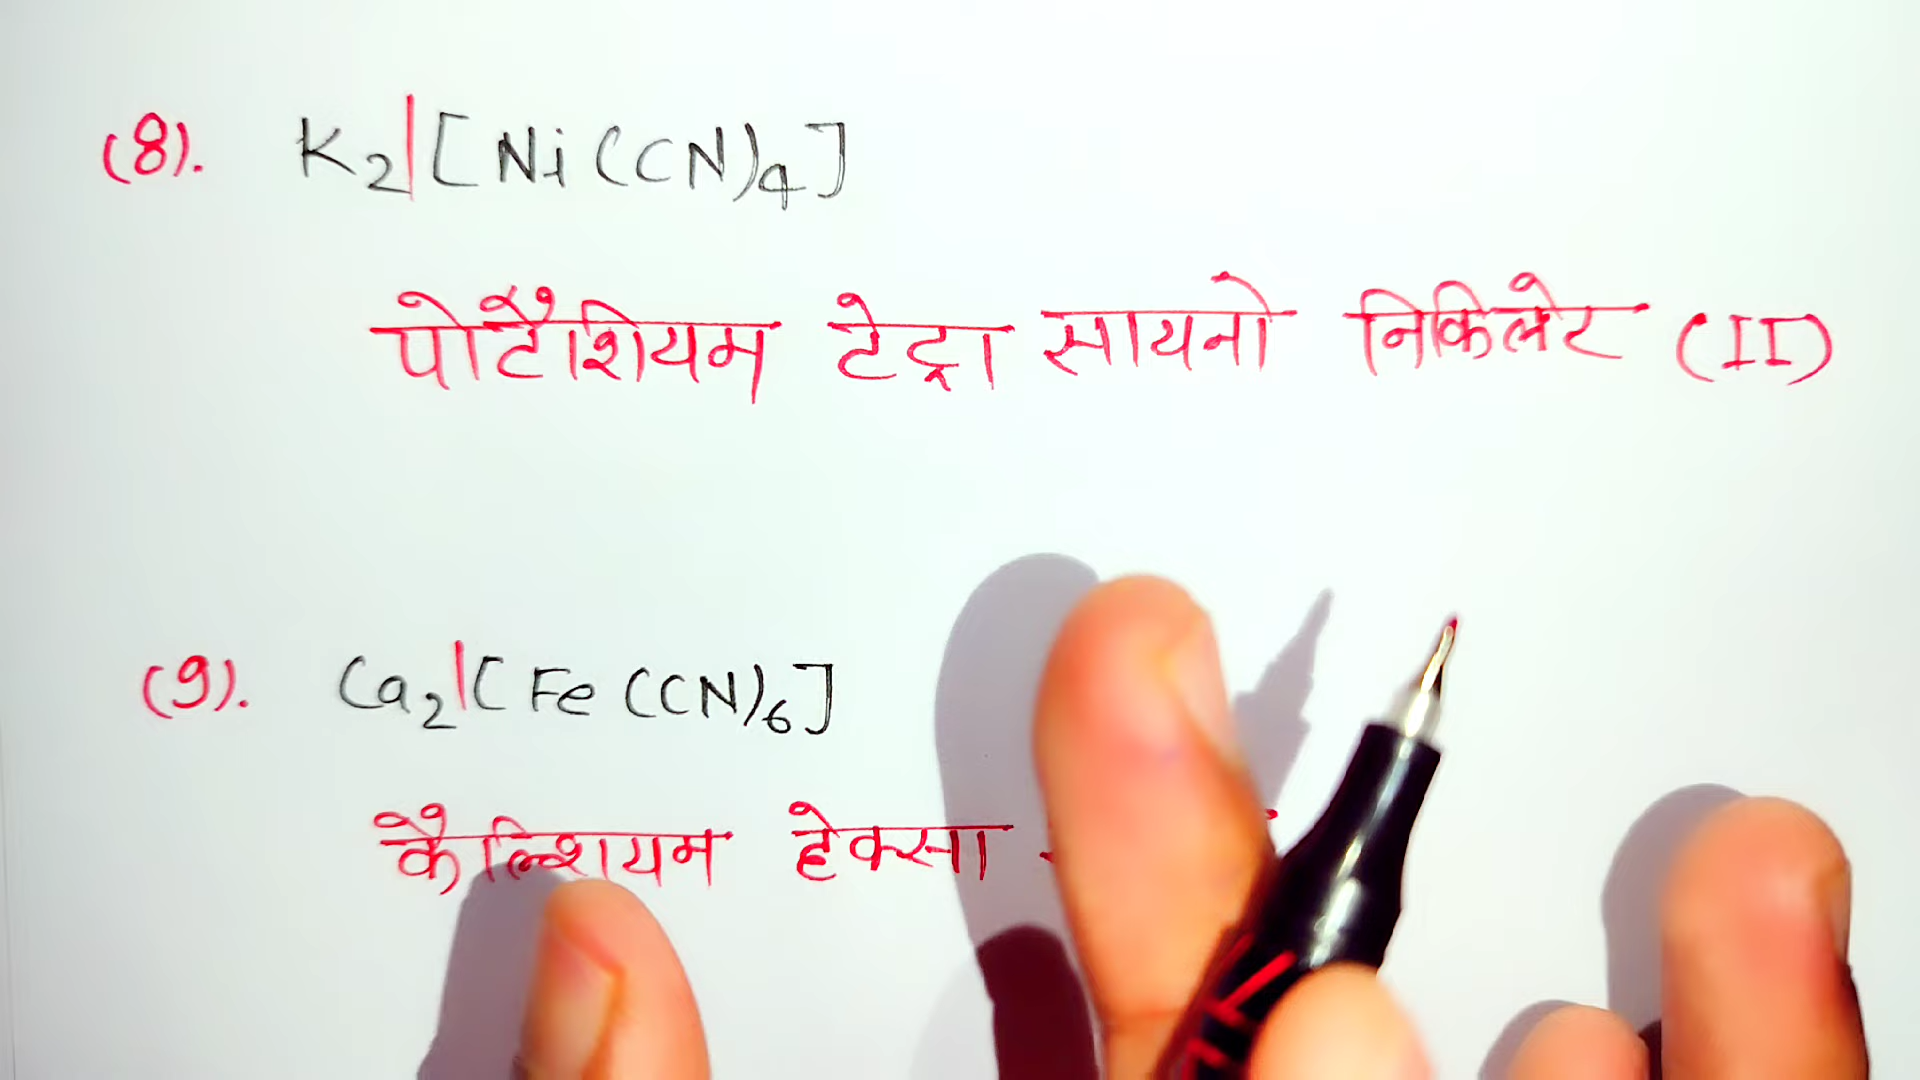 (8). K₂|[Ni(CN)₄]
पोटैशियम टेट्रा सायनो निकिलेट (II)
(9). Ca₂|[Fe(CN)₆]
कैल्शियम हेक्सा